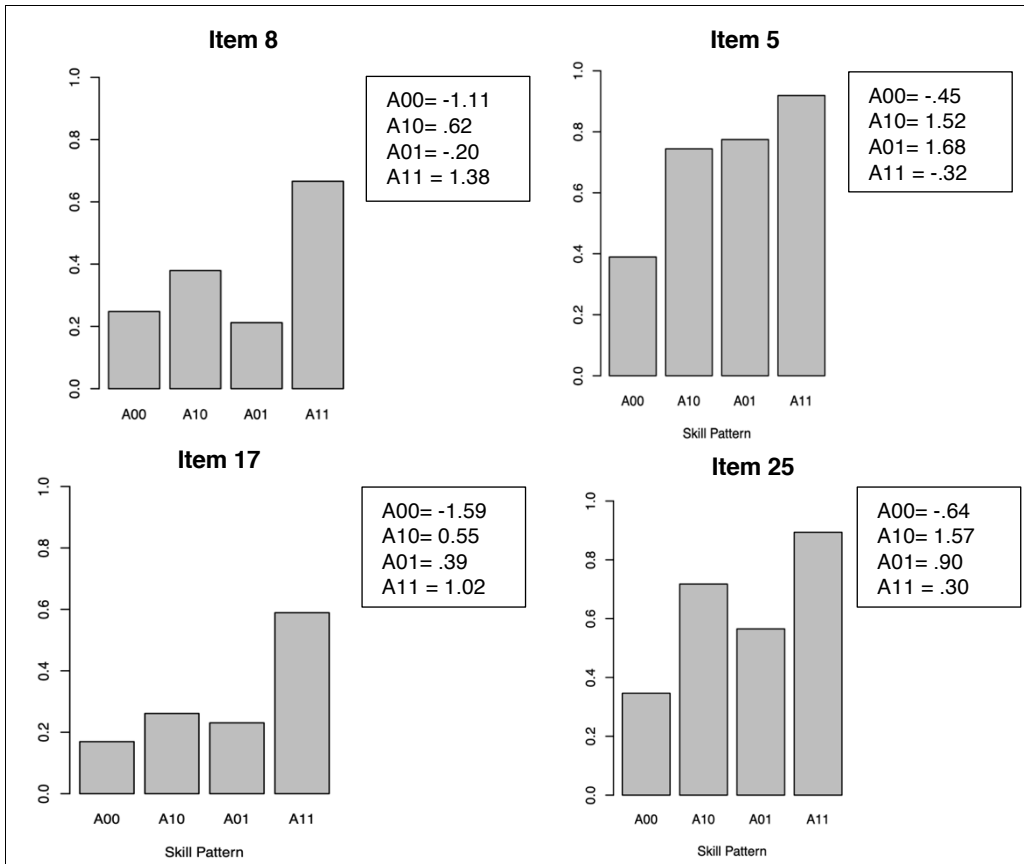 Item 8
1.0
0.8
0.6
0.4
0.2
0.0
A00 A10 A01 A11
A00= -1.11
A10= .62
A01= -.20
A11 = 1.38
Item 5
1.0
0.8
0.6
0.4
0.2
0.0
A00 A10 A01 A11
Skill Pattern
A00= -.45
A10= 1.52
A01= 1.68
A11 = -.32
Item 17
1.0
0.8
0.6
0.4
0.2
0.0
A00 A10 A01 A11
Skill Pattern
A00= -1.59
A10= 0.55
A01= .39
A11 = 1.02
Item 25
1.0
0.8
0.6
0.4
0.2
0.0
A00 A10 A01 A11
Skill Pattern
A00= -.64
A10= 1.57
A01= .90
A11 = .30